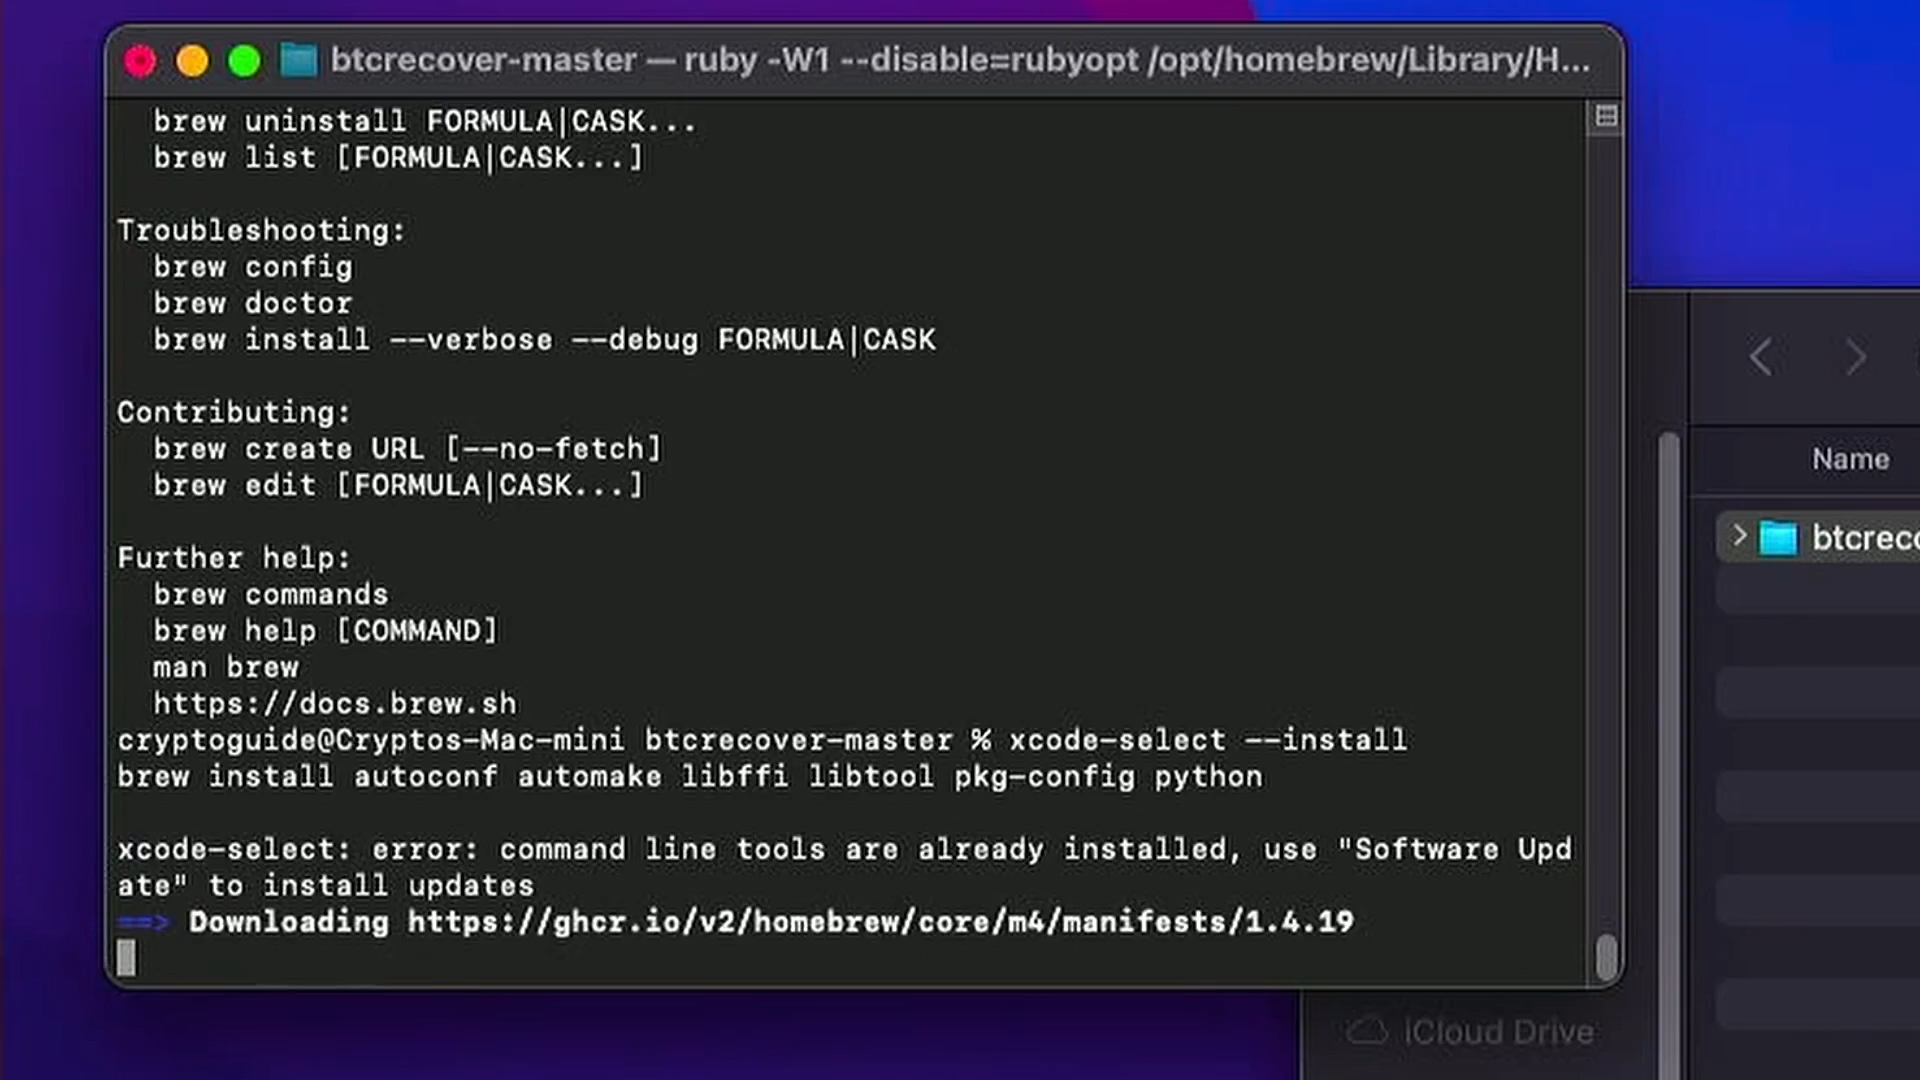 btcrecover-master — ruby -W1 --disable=rubyopt /opt/homebrew/Library/H...
brew uninstall FORMULA|CASK...
brew list [FORMULA|CASK...]
Troubleshooting:
brew config
brew doctor
brew install --verbose --debug FORMULA|CASK
Contributing:
brew create URL [--no-fetch]
brew edit [FORMULA|CASK...]
Further help:
brew commands
brew help [COMMAND]
man brew
https://docs.brew.sh
cryptoguide@Cryptos-Mac-mini btcrecover-master % xcode-select --install
brew install autoconf automake libffi libtool pkg-config python
xcode-select: error: command line tools are already installed, use "Software Upd
ate" to install updates
==> Downloading https://ghcr.io/v2/homebrew/core/m4/manifests/1.4.19
Name
btcreco
iCloud Drive